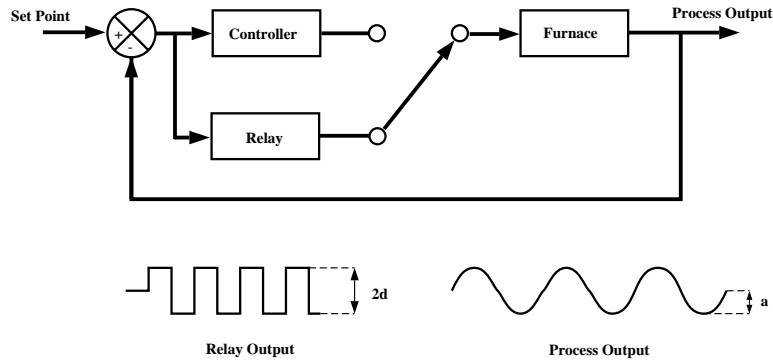 Set Point
+
-
Controller
Relay
Furnace
Process Output
2d
a
Relay Output
Process Output